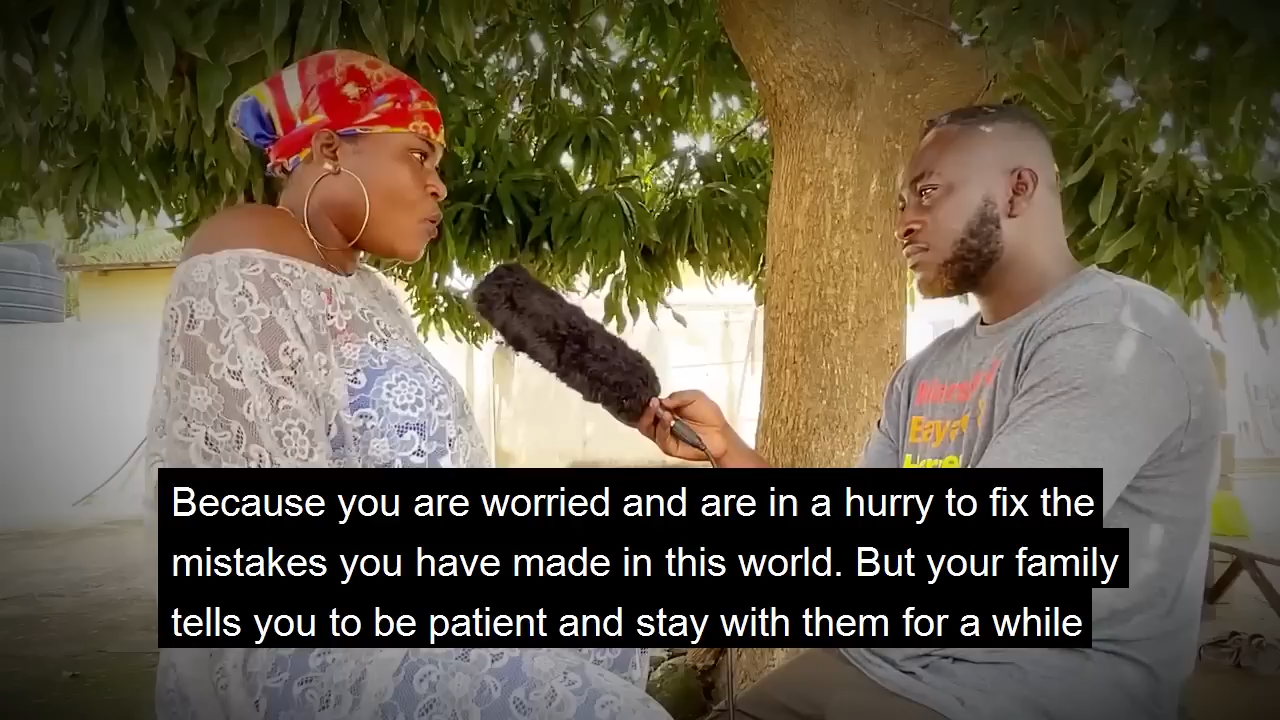 Because you are worried and are in a hurry to fix the
mistakes you have made in this world. But your family
tells you to be patient and stay with them for a while